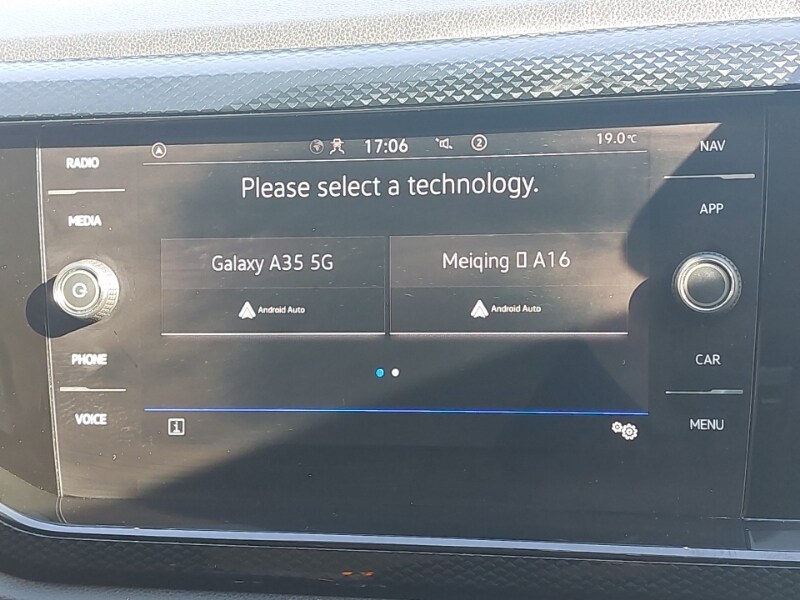 17:06
2
19.0°C
RADIO
MEDIA
PHONE
VOICE
Please select a technology.
Galaxy A35 5G
Android Auto
Meiqing ▯ A16
Android Auto
NAV
APP
CAR
MENU